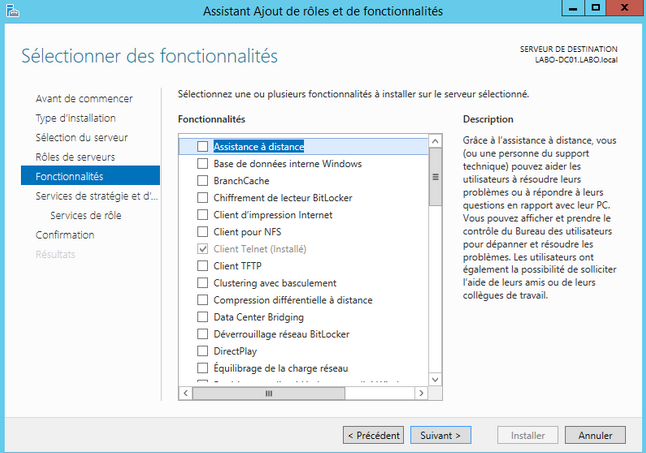 Assistant Ajout de rôles et de fonctionnalités
Sélectionner des fonctionnalités
SERVEUR DE DESTINATION
LABO-DC01.LABO.local
Avant de commencer
Type d'installation
Sélection du serveur
Rôles de serveurs
Fonctionnalités
Services de stratégie et d'...
Services de rôle
Confirmation
Résultats
Sélectionnez une ou plusieurs fonctionnalités à installer sur le serveur sélectionné.
Fonctionnalités
Assistance à distance
Base de données interne Windows
BranchCache
Chiffrement de lecteur BitLocker
Client d'impression Internet
Client pour NFS
Client Telnet (Installé)
Client TFTP
Clustering avec basculement
Compression différentielle à distance
Data Center Bridging
Déverrouillage réseau BitLocker
DirectPlay
Équilibrage de la charge réseau
Description
Grâce à l'assistance à distance, vous
(ou une personne du support
technique) pouvez aider les
utilisateurs à résoudre leurs
problèmes ou à répondre à leurs
questions en rapport avec leur PC.
Vous pouvez afficher et prendre le
contrôle du Bureau des utilisateurs
pour dépanner et résoudre les
problèmes. Les utilisateurs ont
également la possibilité de solliciter
l'aide de leurs amis ou de leurs
collègues de travail.
< Précédent
Suivant >
Installer
Annuler